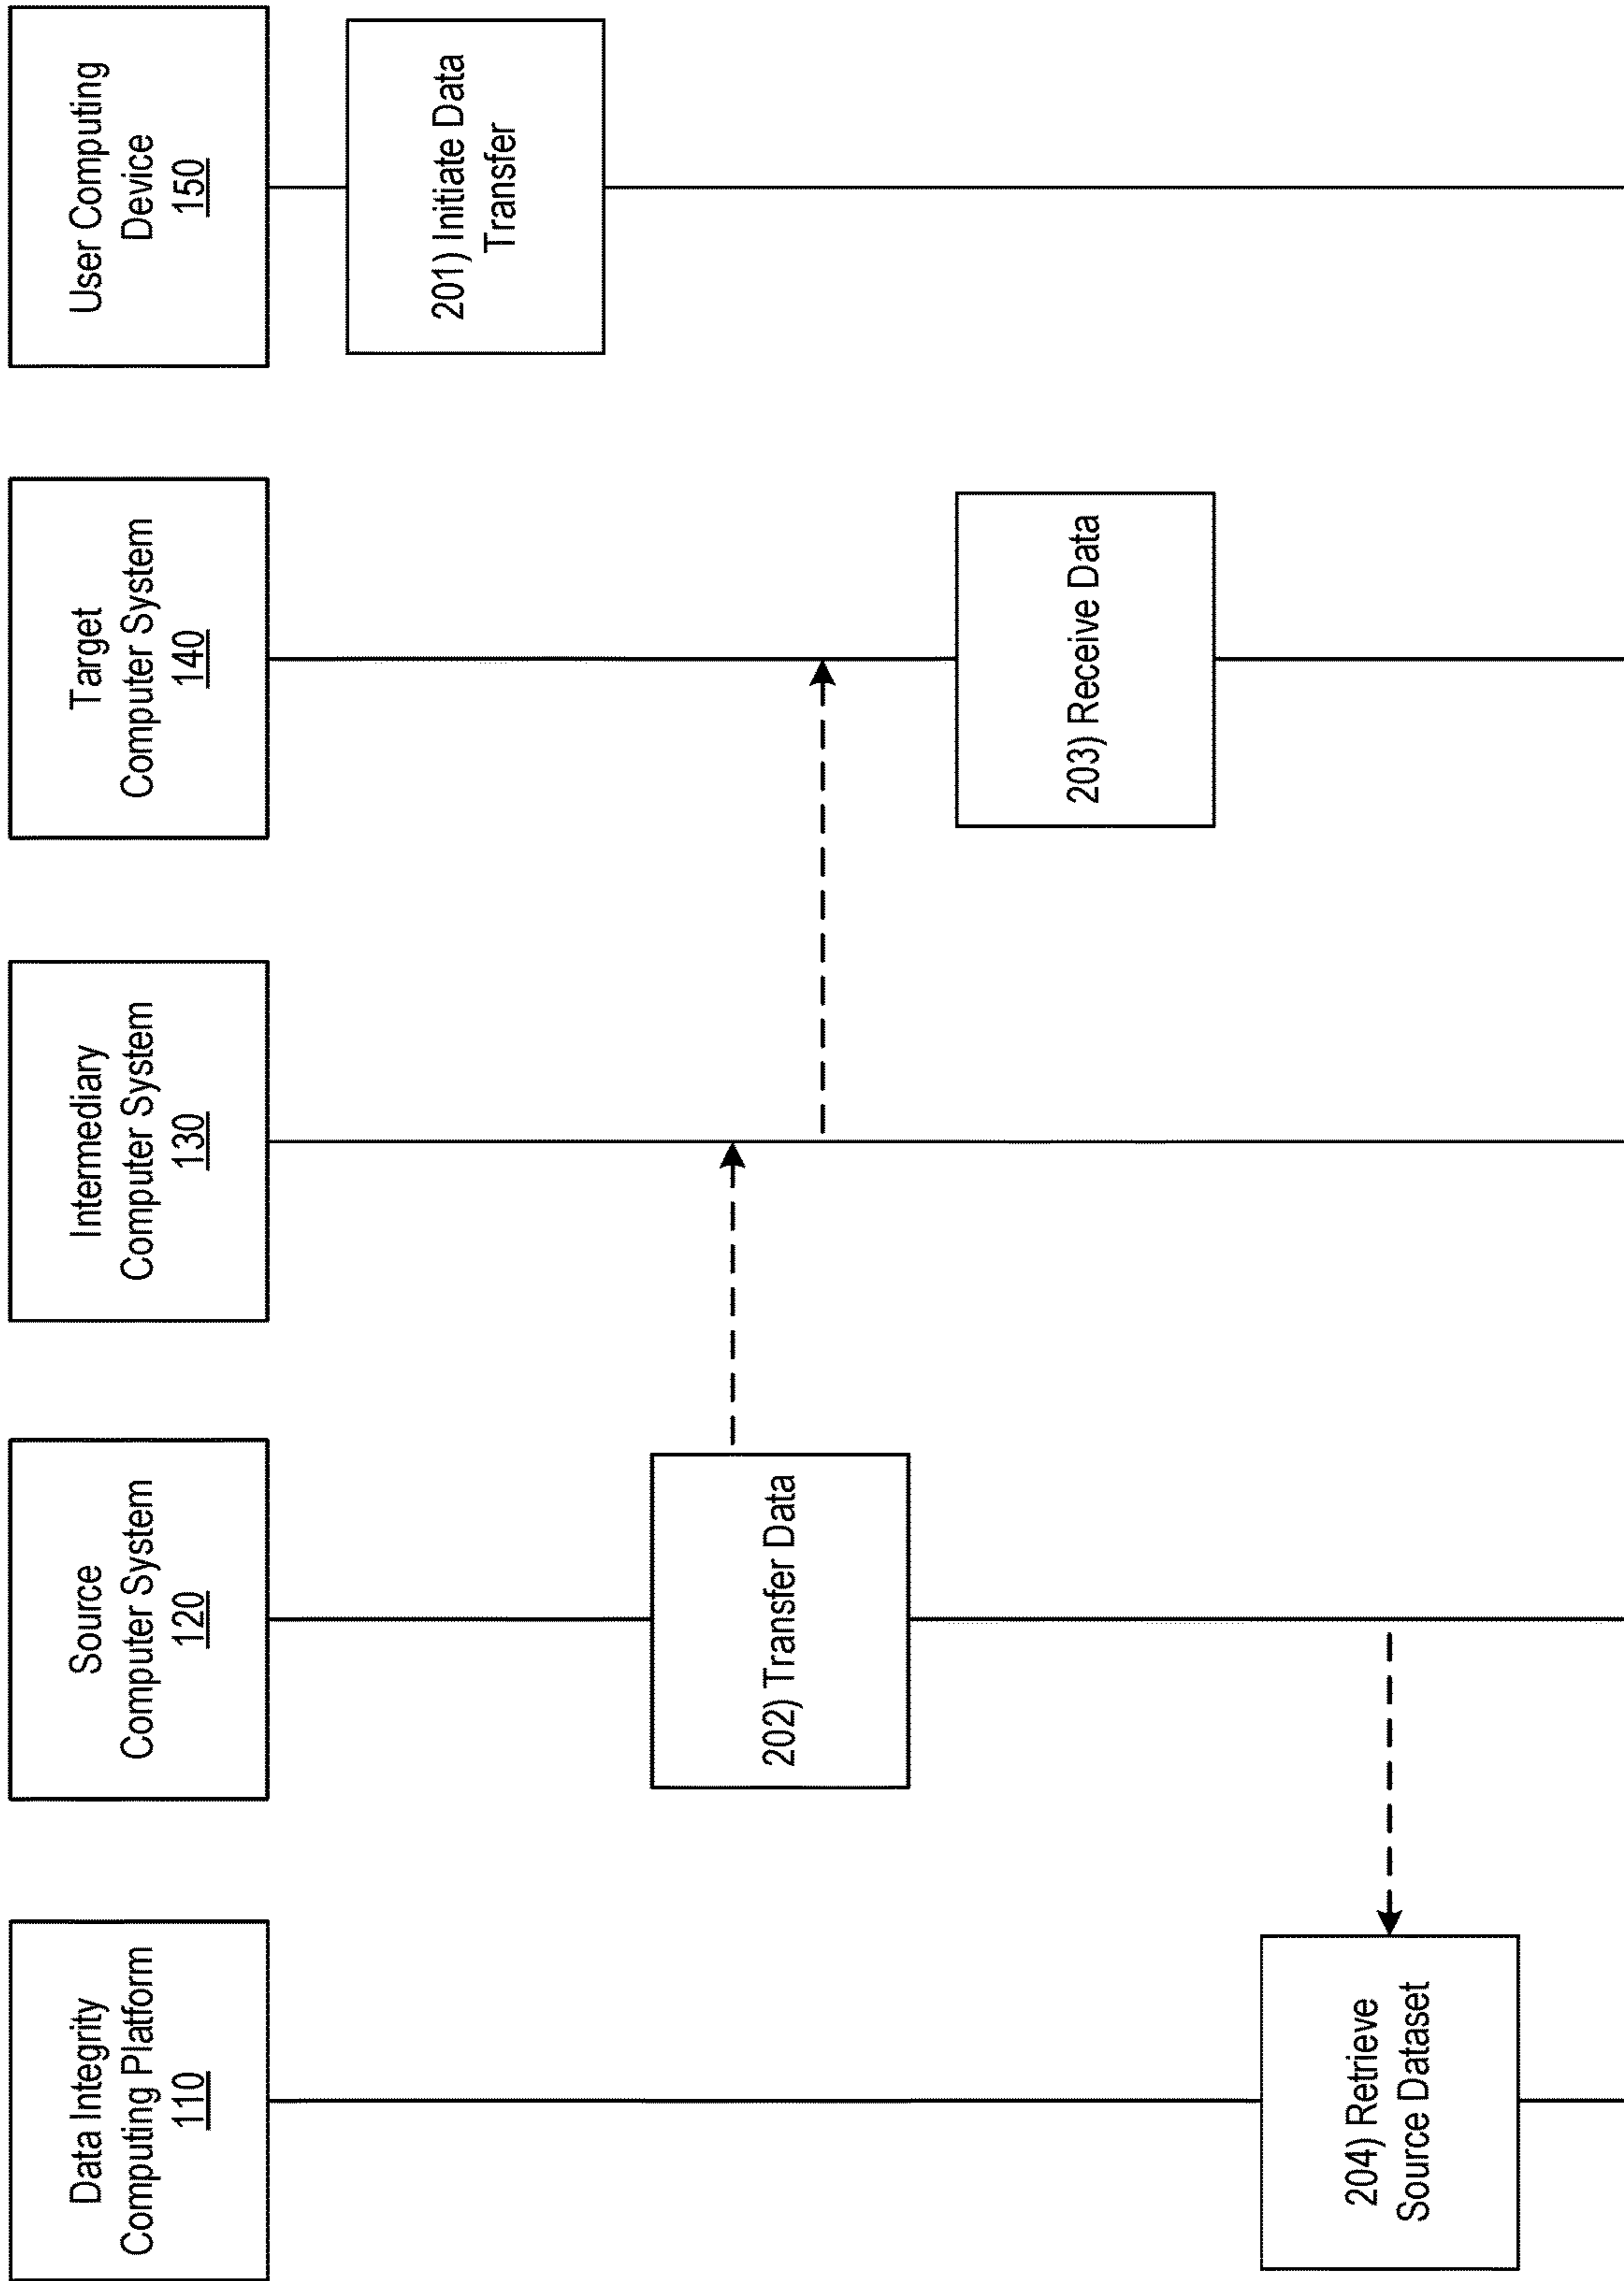 Data Integrity
Computing Platform
110
Source
Computer System
120
Intermediary
Computer System
130
Target
Computer System
140
User Computing
Device
150
201) Initiate Data
Transfer
202) Transfer Data
203) Receive Data
204) Retrieve
Source Dataset